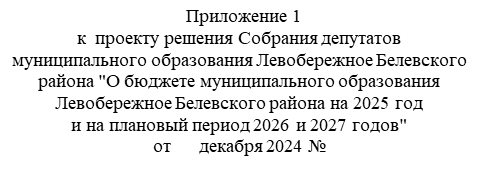 Приложение 1
к проекту решения Собрания депутатов
муниципального образования Левобережное Белевского
района "О бюджете муниципального образования
Левобережное Белевского района на 2025 год
и на плановый период 2026 и 2027 годов"
от декабря 2024 №